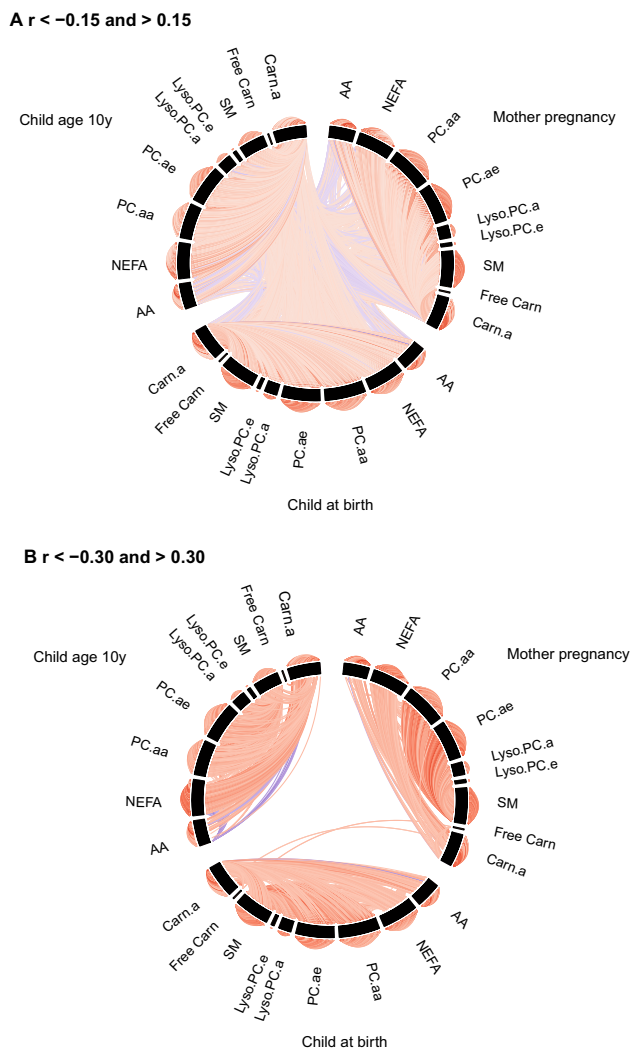 A r < −0.15 and > 0.15
Child age 10y
Mother pregnancy
Carn.a
Free Carn
SM
Lyso.PC.e
Lyso.PC.a
PC.ae
PC.aa
NEFA
AA
AA
NEFA
PC.aa
PC.ae
Lyso.PC.a
Lyso.PC.e
SM
Free Carn
Carn.a
Carn.a
Free Carn
SM
Lyso.PC.e
Lyso.PC.a
PC.ae
PC.aa
NEFA
AA
Child at birth
B r < −0.30 and > 0.30
Child age 10y
Mother pregnancy
Carn.a
Free Carn
SM
Lyso.PC.e
Lyso.PC.a
PC.ae
PC.aa
NEFA
AA
AA
NEFA
PC.aa
PC.ae
Lyso.PC.a
Lyso.PC.e
SM
Free Carn
Carn.a
Carn.a
Free Carn
SM
Lyso.PC.e
Lyso.PC.a
PC.ae
PC.aa
NEFA
AA
Child at birth